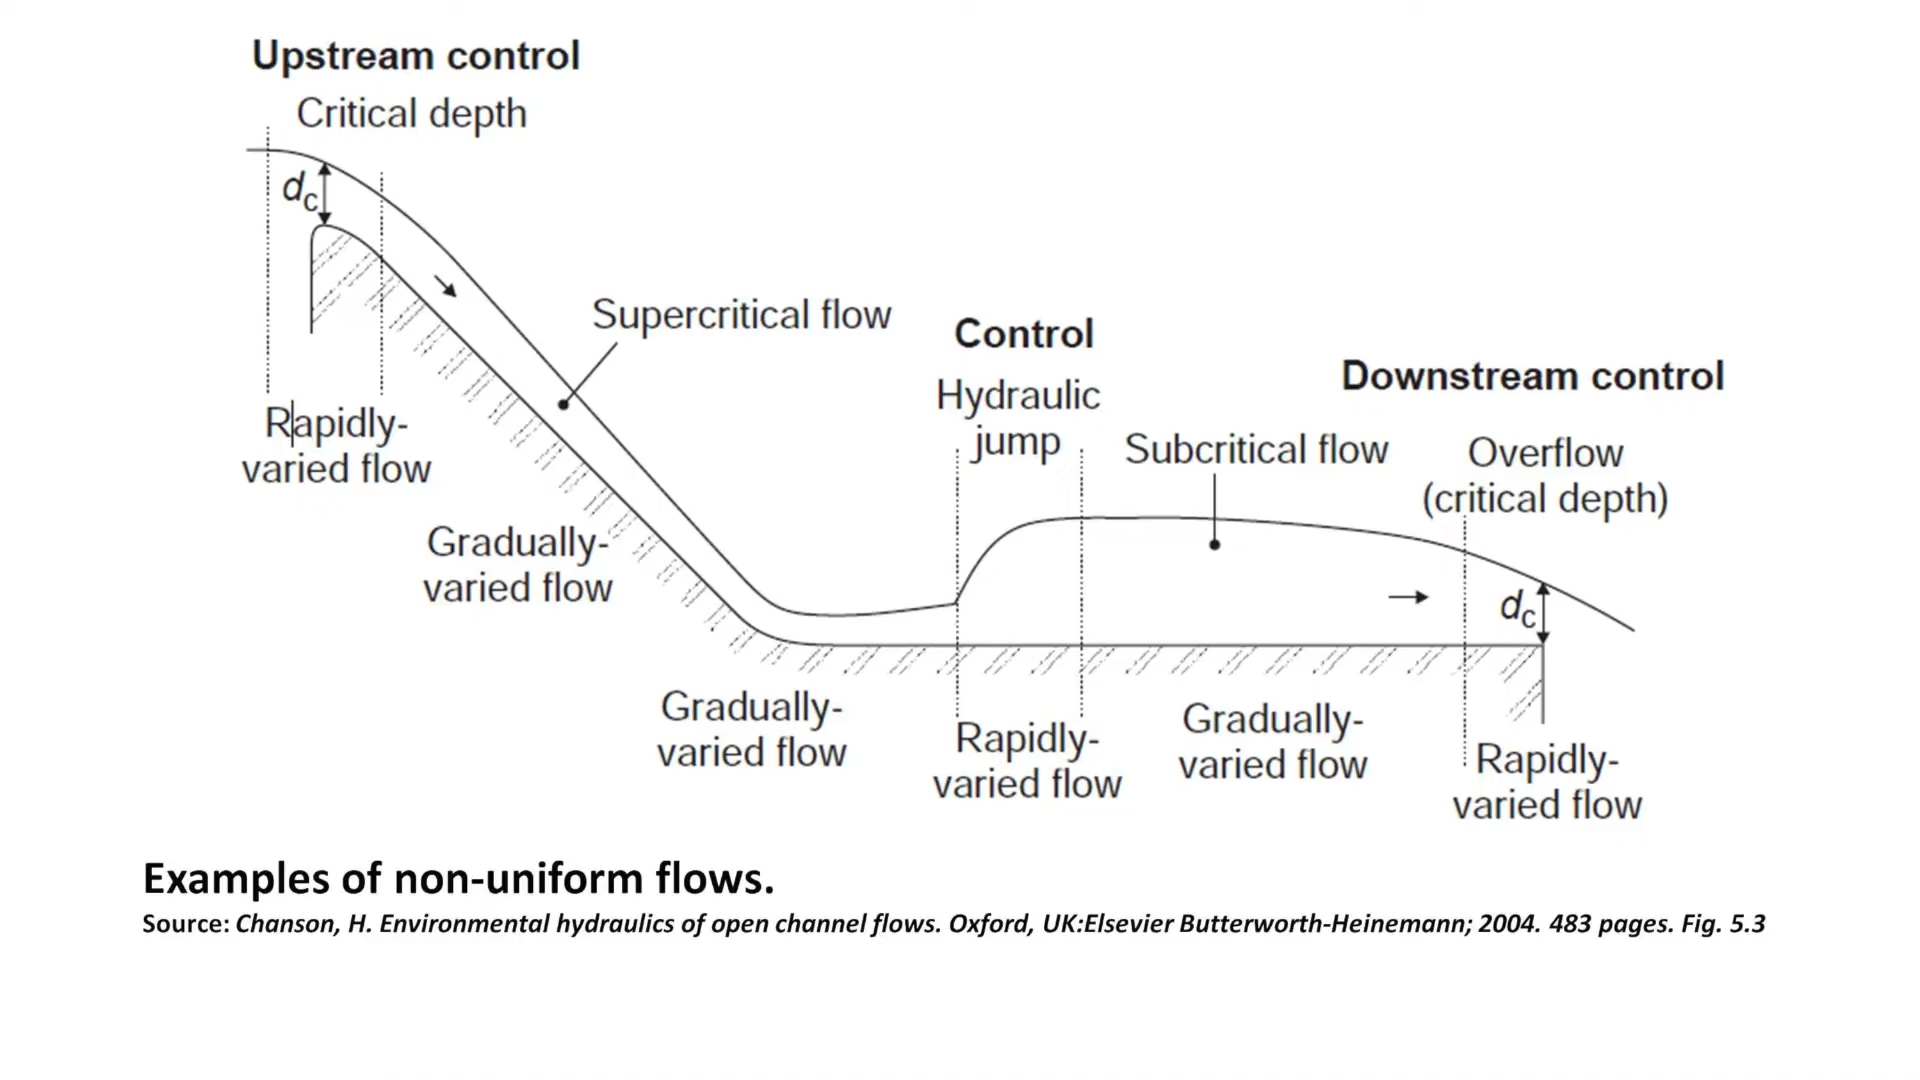 Upstream control
Critical depth
dc
Rapidly-
varied flow
Supercritical flow
Gradually-
varied flow
Control
Hydraulic
jump
Subcritical flow
Downstream control
Overflow
(critical depth)
dc
Gradually-
varied flow
Rapidly-
varied flow
Gradually-
varied flow
Rapidly-
varied flow
Examples of non-uniform flows.
Source: Chanson, H. Environmental hydraulics of open channel flows. Oxford, UK:Elsevier Butterworth-Heinemann; 2004. 483 pages. Fig. 5.3